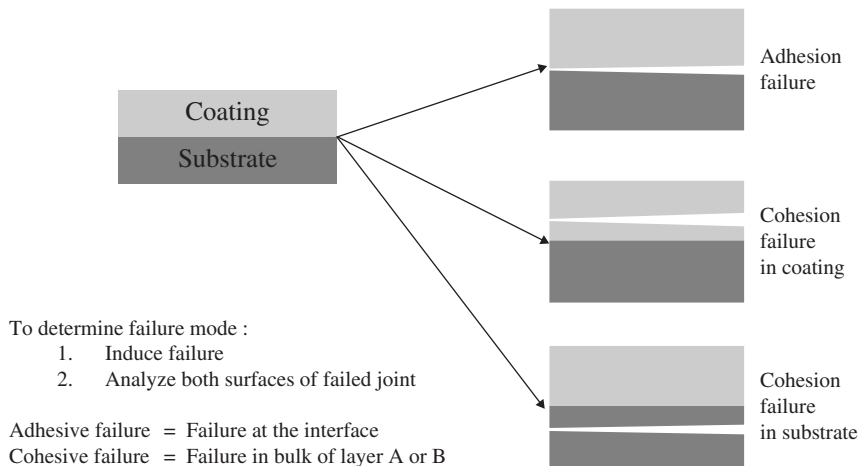 Coating
Substrate
Adhesion
failure
Cohesion
failure
in coating
Cohesion
failure
in substrate
To determine failure mode :
1. Induce failure
2. Analyze both surfaces of failed joint
Adhesive failure = Failure at the interface
Cohesive failure = Failure in bulk of layer A or B